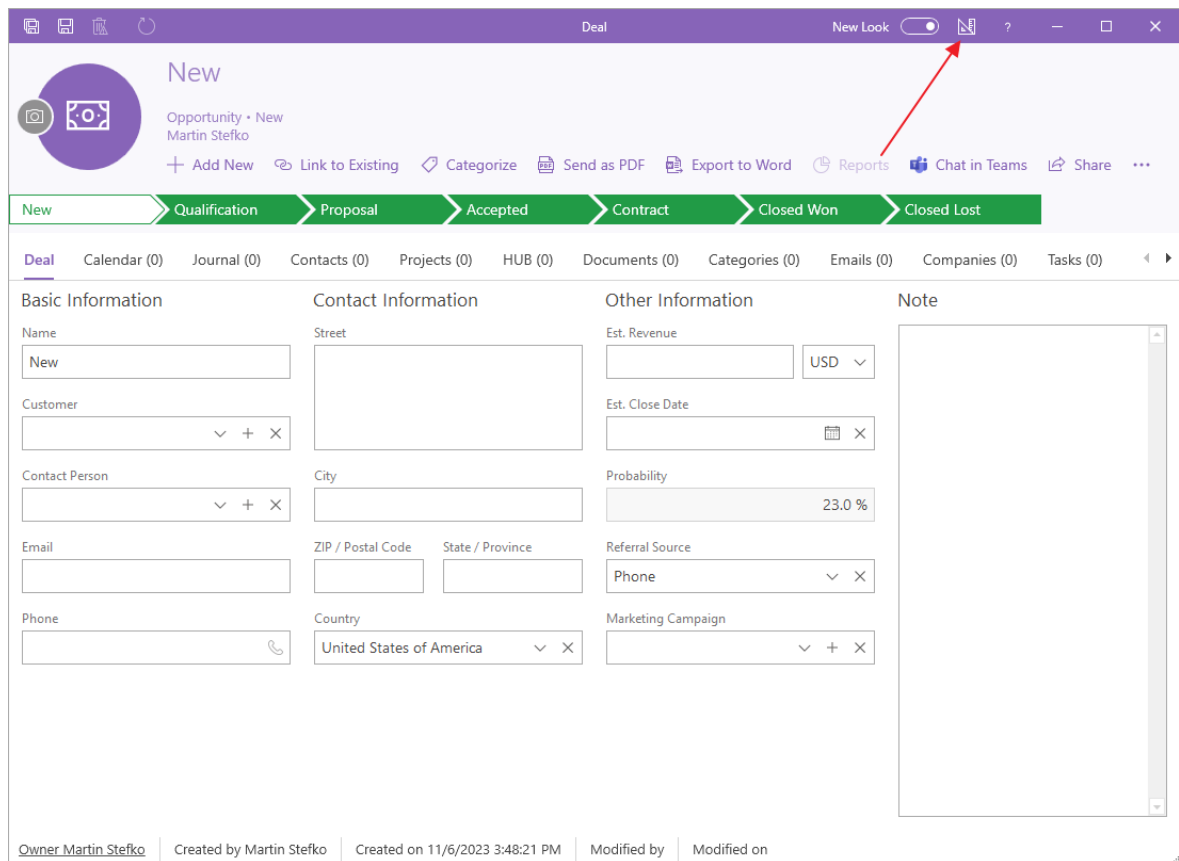 Deal
New Look
?
New
Opportunity • New
Martin Stefko
Add New
Link to Existing
Categorize
Send as PDF
Export to Word
Reports
Chat in Teams
Share
New
Qualification
Proposal
Accepted
Contract
Closed Won
Closed Lost
Deal
Calendar (0)
Journal (0)
Contacts (0)
Projects (0)
HUB (0)
Documents (0)
Categories (0)
Emails (0)
Companies (0)
Tasks (0)
Basic Information
Name
New
Customer
Contact Person
Email
Phone
Contact Information
Street
City
ZIP / Postal Code
State / Province
Country
United States of America
Other Information
Est. Revenue
USD
Est. Close Date
Probability
23.0 %
Referral Source
Phone
Marketing Campaign
Note
Owner Martin Stefko
Created by Martin Stefko
Created on 11/6/2023 3:48:21 PM
Modified by
Modified on